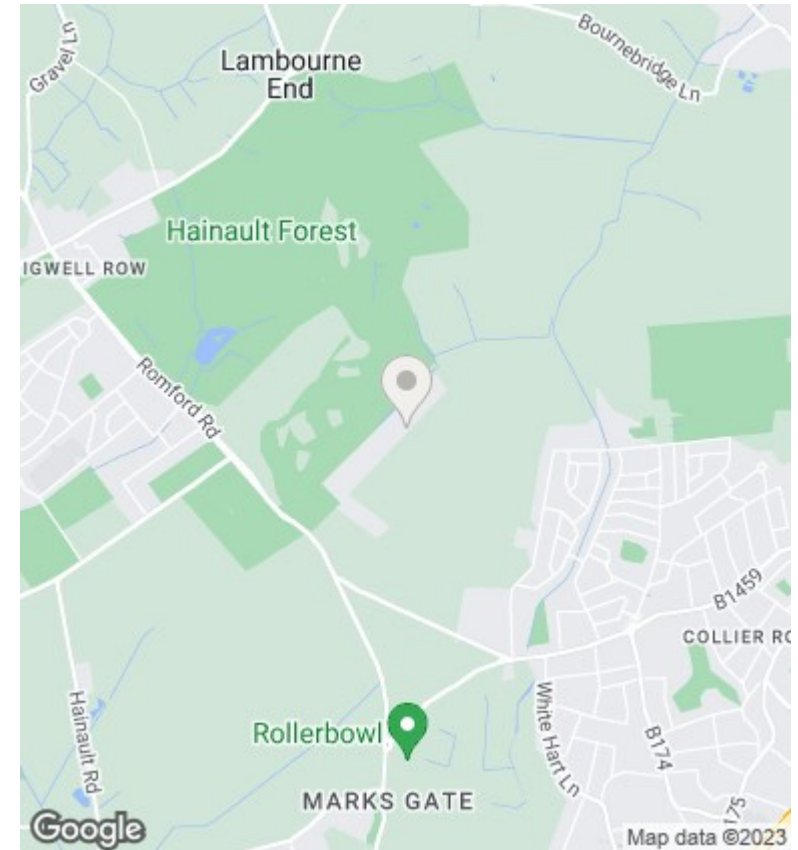 Gravel Ln
Lambourne
End
Bournebridge Ln
Hainault Forest
IGWELL ROW
Romford Rd
B1459
COLLIER RO
Hainault Rd
White Hart Ln
B174
Rollerbowl
MARKS GATE
175
Google
Map data ©2023